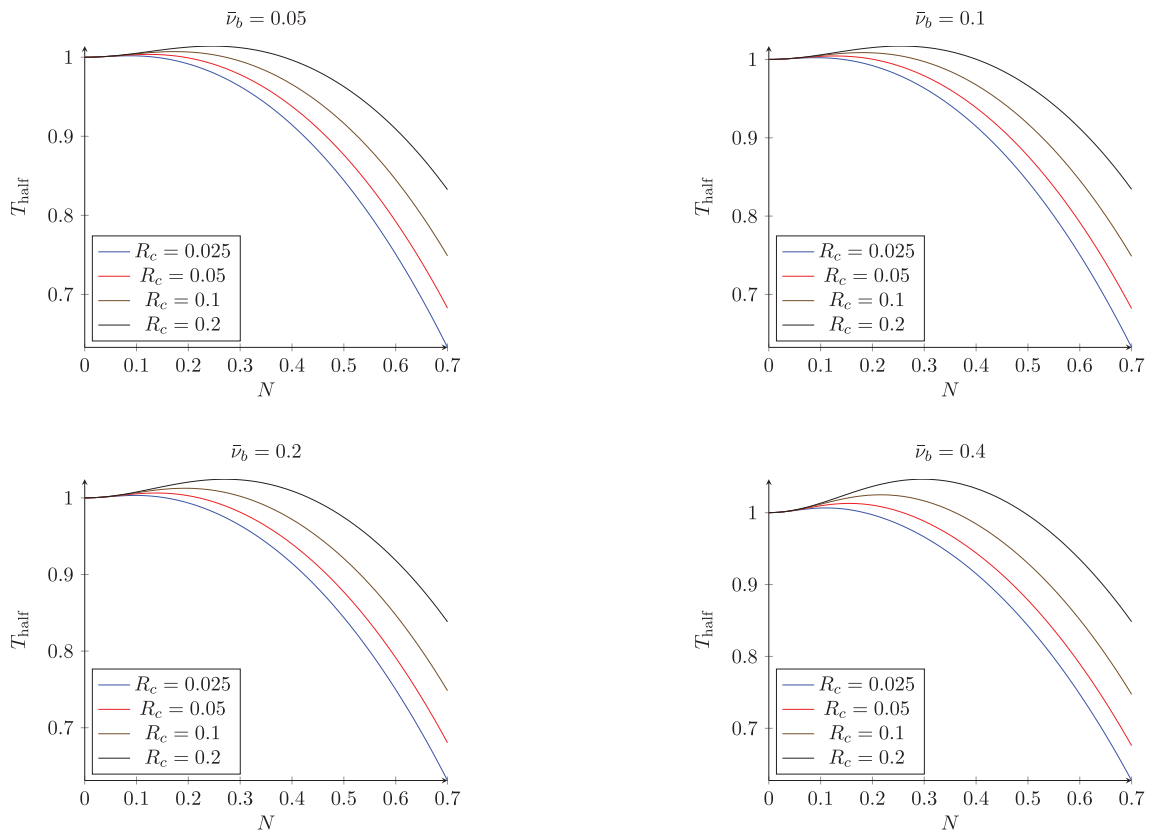 ν̄_b = 0.05
1
0.9
0.8
0.7
T_half
R_c = 0.025
R_c = 0.05
R_c = 0.1
R_c = 0.2
0 0.1 0.2 0.3 0.4 0.5 0.6 0.7
N
ν̄_b = 0.1
1
0.9
0.8
0.7
T_half
R_c = 0.025
R_c = 0.05
R_c = 0.1
R_c = 0.2
0 0.1 0.2 0.3 0.4 0.5 0.6 0.7
N
ν̄_b = 0.2
1
0.9
0.8
0.7
T_half
R_c = 0.025
R_c = 0.05
R_c = 0.1
R_c = 0.2
0 0.1 0.2 0.3 0.4 0.5 0.6 0.7
N
ν̄_b = 0.4
1
0.9
0.8
0.7
T_half
R_c = 0.025
R_c = 0.05
R_c = 0.1
R_c = 0.2
0 0.1 0.2 0.3 0.4 0.5 0.6 0.7
N